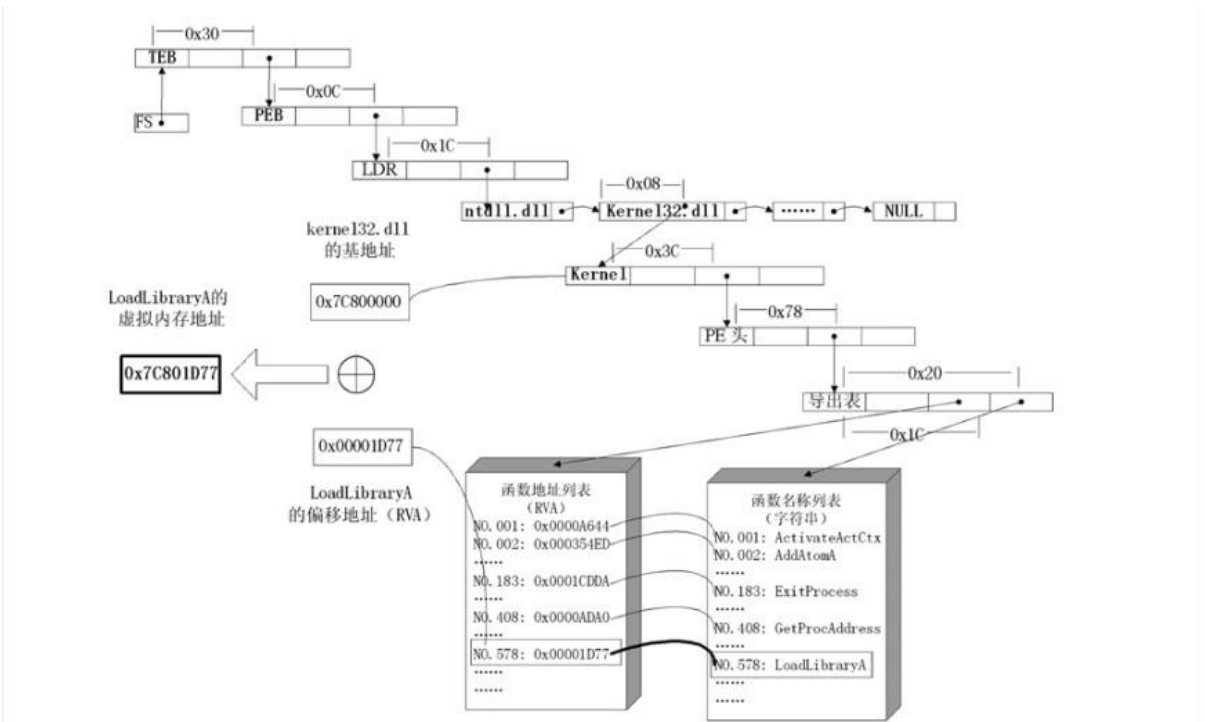 0x30
TEB
0x0C
FS
PEB
0x1C
LDR
0x08
ntdll.dll
Kernel32.dll
……
NULL
kernel32.dll
的基地址
0x3C
Kernel
LoadLibraryA的
虚拟内存地址
0x7C800000
0x78
PE 头
0x7C801D77
0x20
导出表
0x1C
0x00001D77
LoadLibraryA
的偏移地址（RVA）
函数地址列表
（RVA）
NO.001: 0x0000A644
NO.002: 0x000354ED
……
NO.183: 0x0001CDDA
……
NO.408: 0x0000ADA0
……
NO.578: 0x00001D77
……
……
函数名称列表
（字符串）
NO.001: ActivateActCtx
NO.002: AddAtomA
……
NO.183: ExitProcess
……
NO.408: GetProcAddress
……
NO.578: LoadLibraryA
……
……